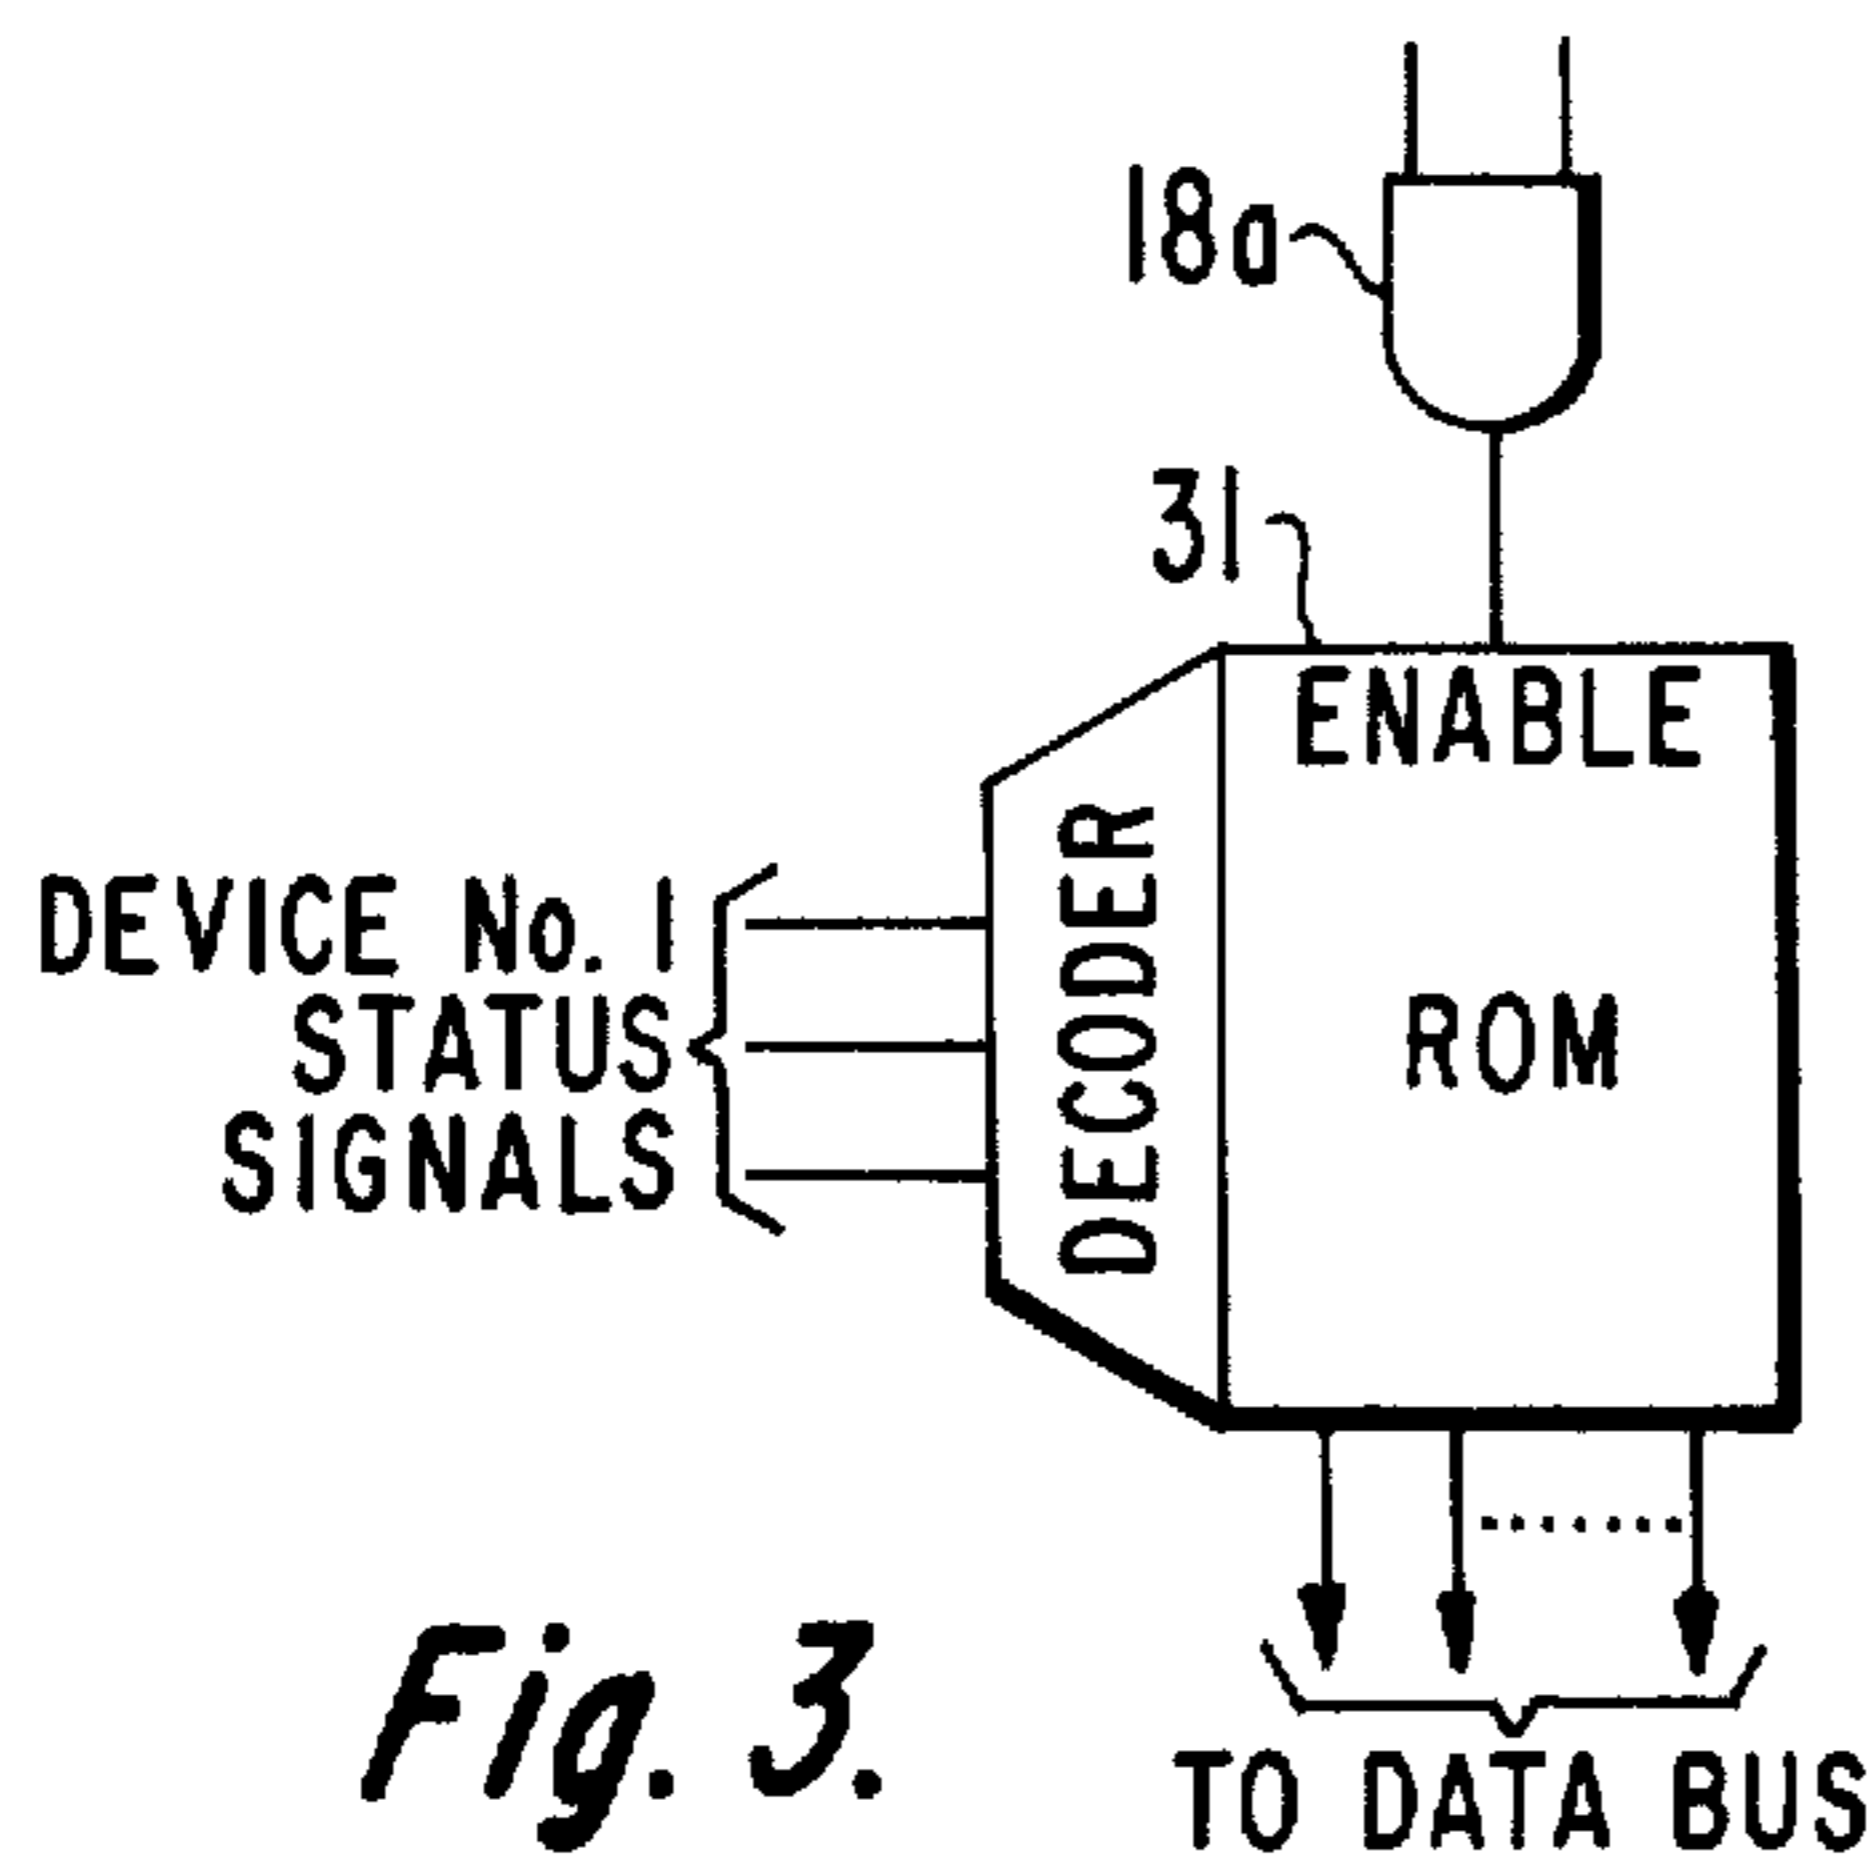 18a
31
ENABLE
DECODER
ROM
DEVICE No. 1
STATUS
SIGNALS
TO DATA BUS
Fig. 3.